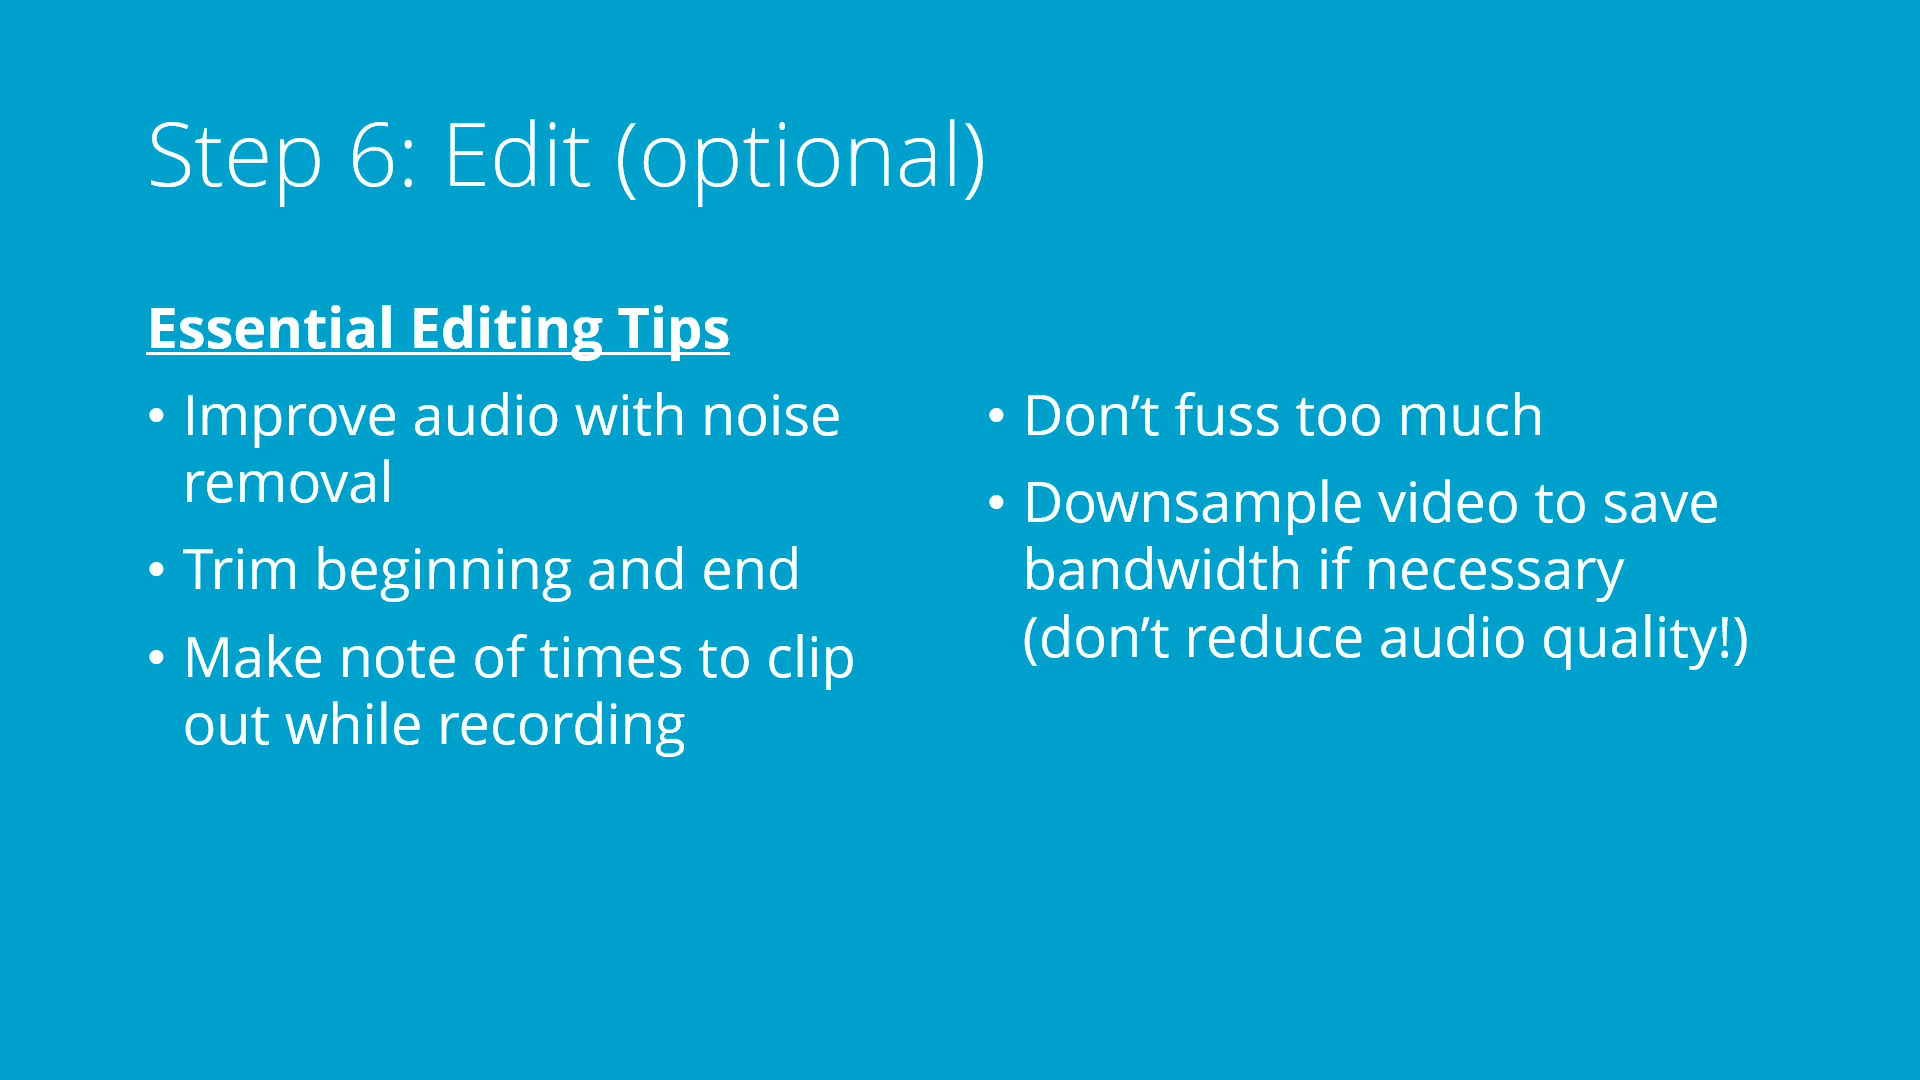 Step 6: Edit (optional)
Essential Editing Tips
• Improve audio with noise
removal
• Trim beginning and end
• Make note of times to clip
out while recording
• Don’t fuss too much
• Downsample video to save
bandwidth if necessary
(don’t reduce audio quality!)